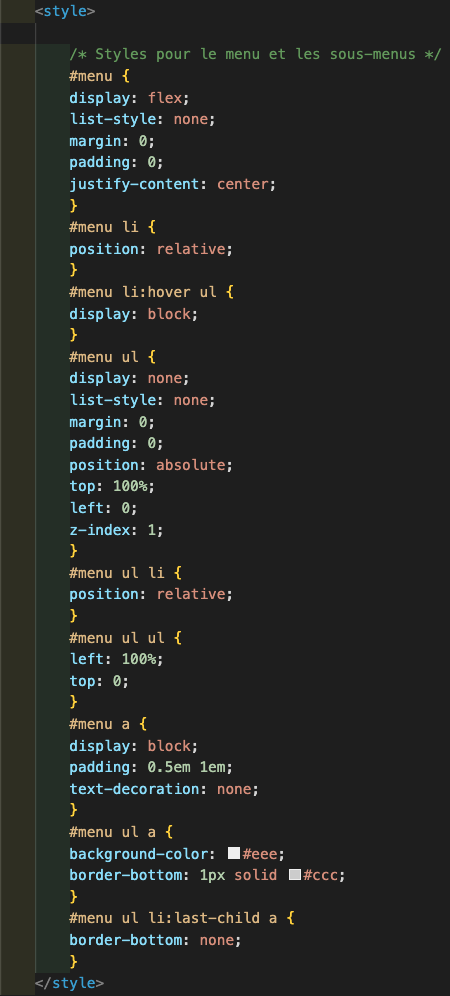 <style>
/* Styles pour le menu et les sous-menus */
#menu {
display: flex;
list-style: none;
margin: 0;
padding: 0;
justify-content: center;
}
#menu li {
position: relative;
}
#menu li:hover ul {
display: block;
}
#menu ul {
display: none;
list-style: none;
margin: 0;
padding: 0;
position: absolute;
top: 100%;
left: 0;
z-index: 1;
}
#menu ul li {
position: relative;
}
#menu ul ul {
left: 100%;
top: 0;
}
#menu a {
display: block;
padding: 0.5em 1em;
text-decoration: none;
}
#menu ul a {
background-color: #eee;
border-bottom: 1px solid #ccc;
}
#menu ul li:last-child a {
border-bottom: none;
}
</style>